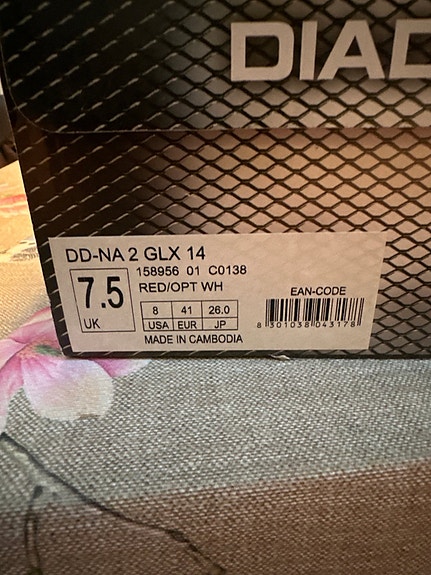 DIAD
DD-NA 2 GLX 14
158956 01 C0138
7.5
UK
RED/OPT WH
8 41 26.0
USA EUR JP
MADE IN CAMBODIA
EAN-CODE
8 301038 043178